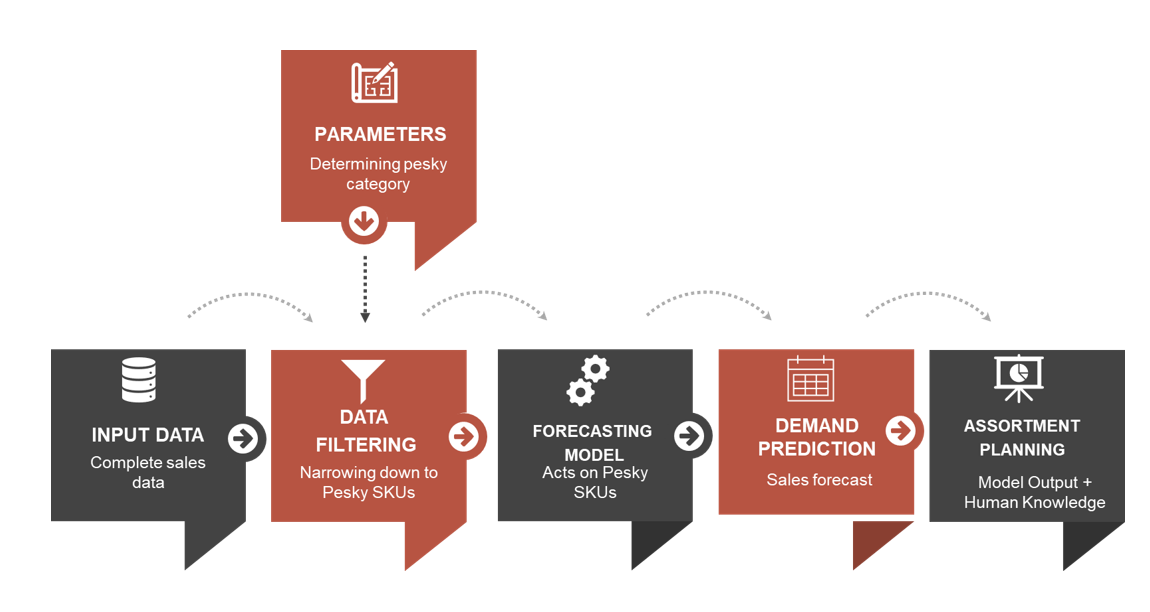 PARAMETERS
Determining pesky
category
INPUT DATA
Complete sales
data
DATA
FILTERING
Narrowing down to
Pesky SKUs
FORECASTING
MODEL
Acts on Pesky
SKUs
DEMAND
PREDICTION
Sales forecast
ASSORTMENT
PLANNING
Model Output +
Human Knowledge